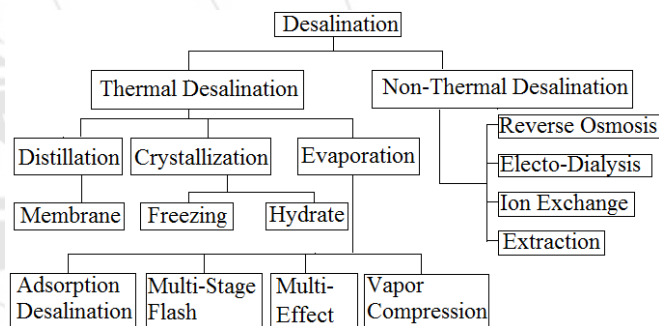 Desalination
Thermal Desalination
Non-Thermal Desalination
Reverse Osmosis
Distillation
Crystallization
Evaporation
Electo-Dialysis
Membrane
Freezing
Hydrate
Ion Exchange
Extraction
Adsorption
Desalination
Multi-Stage
Flash
Multi-
Effect
Vapor
Compression